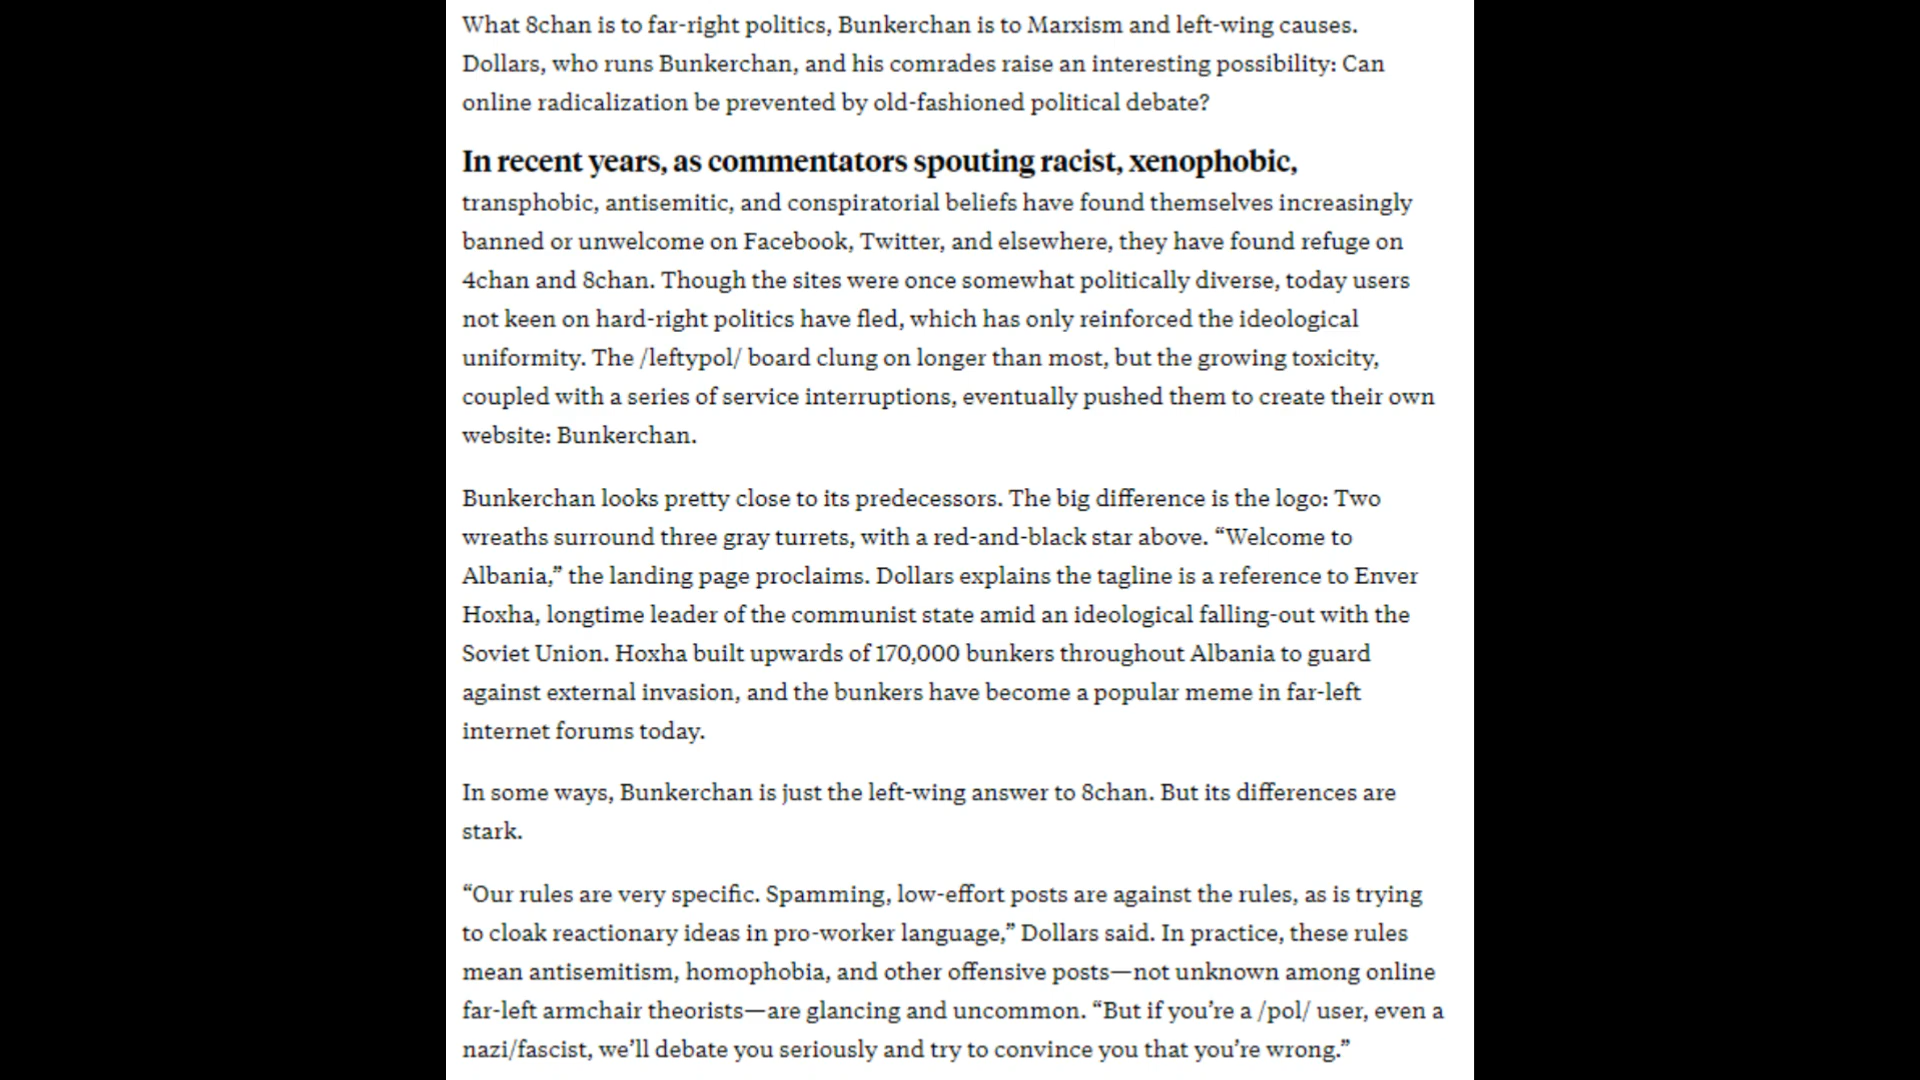 What 8chan is to far-right politics, Bunkerchan is to Marxism and left-wing causes.
Dollars, who runs Bunkerchan, and his comrades raise an interesting possibility: Can
online radicalization be prevented by old-fashioned political debate?
In recent years, as commentators spouting racist, xenophobic,
transphobic, antisemitic, and conspiratorial beliefs have found themselves increasingly
banned or unwelcome on Facebook, Twitter, and elsewhere, they have found refuge on
4chan and 8chan. Though the sites were once somewhat politically diverse, today users
not keen on hard-right politics have fled, which has only reinforced the ideological
uniformity. The /leftypol/ board clung on longer than most, but the growing toxicity,
coupled with a series of service interruptions, eventually pushed them to create their own
website: Bunkerchan.
Bunkerchan looks pretty close to its predecessors. The big difference is the logo: Two
wreaths surround three gray turrets, with a red-and-black star above. “Welcome to
Albania,” the landing page proclaims. Dollars explains the tagline is a reference to Enver
Hoxha, longtime leader of the communist state amid an ideological falling-out with the
Soviet Union. Hoxha built upwards of 170,000 bunkers throughout Albania to guard
against external invasion, and the bunkers have become a popular meme in far-left
internet forums today.
In some ways, Bunkerchan is just the left-wing answer to 8chan. But its differences are
stark.
“Our rules are very specific. Spamming, low-effort posts are against the rules, as is trying
to cloak reactionary ideas in pro-worker language,” Dollars said. In practice, these rules
mean antisemitism, homophobia, and other offensive posts—not unknown among online
far-left armchair theorists—are glancing and uncommon. “But if you’re a /pol/ user, even a
nazi/fascist, we’ll debate you seriously and try to convince you that you’re wrong.”